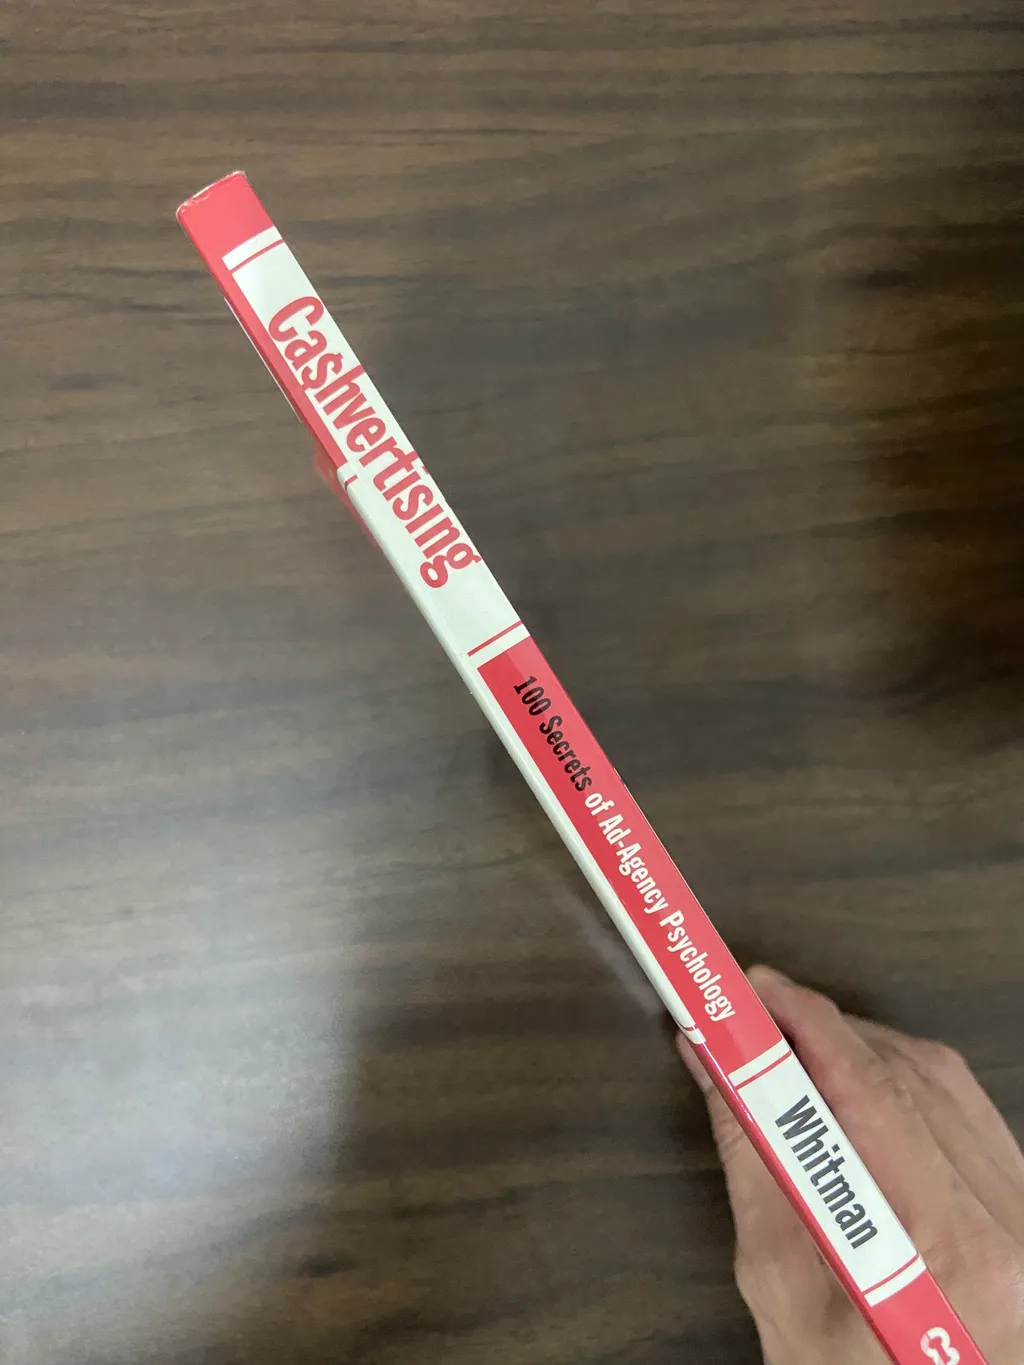 Ca$hvertising
100 Secrets of Ad-Agency Psychology
Whitman